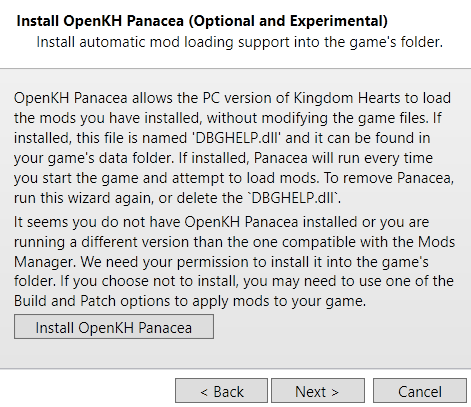 Install OpenKH Panacea (Optional and Experimental)
Install automatic mod loading support into the game's folder.
OpenKH Panacea allows the PC version of Kingdom Hearts to load
the mods you have installed, without modifying the game files. If
installed, this file is named 'DBGHELP.dll' and it can be found in
your game's data folder. If installed, Panacea will run every time
you start the game and attempt to load mods. To remove Panacea,
run this wizard again, or delete the `DBGHELP.dll`.
It seems you do not have OpenKH Panacea installed or you are
running a different version than the one compatible with the Mods
Manager. We need your permission to install it into the game's
folder. If you choose not to install, you may need to use one of the
Build and Patch options to apply mods to your game.
Install OpenKH Panacea
< Back
Next >
Cancel